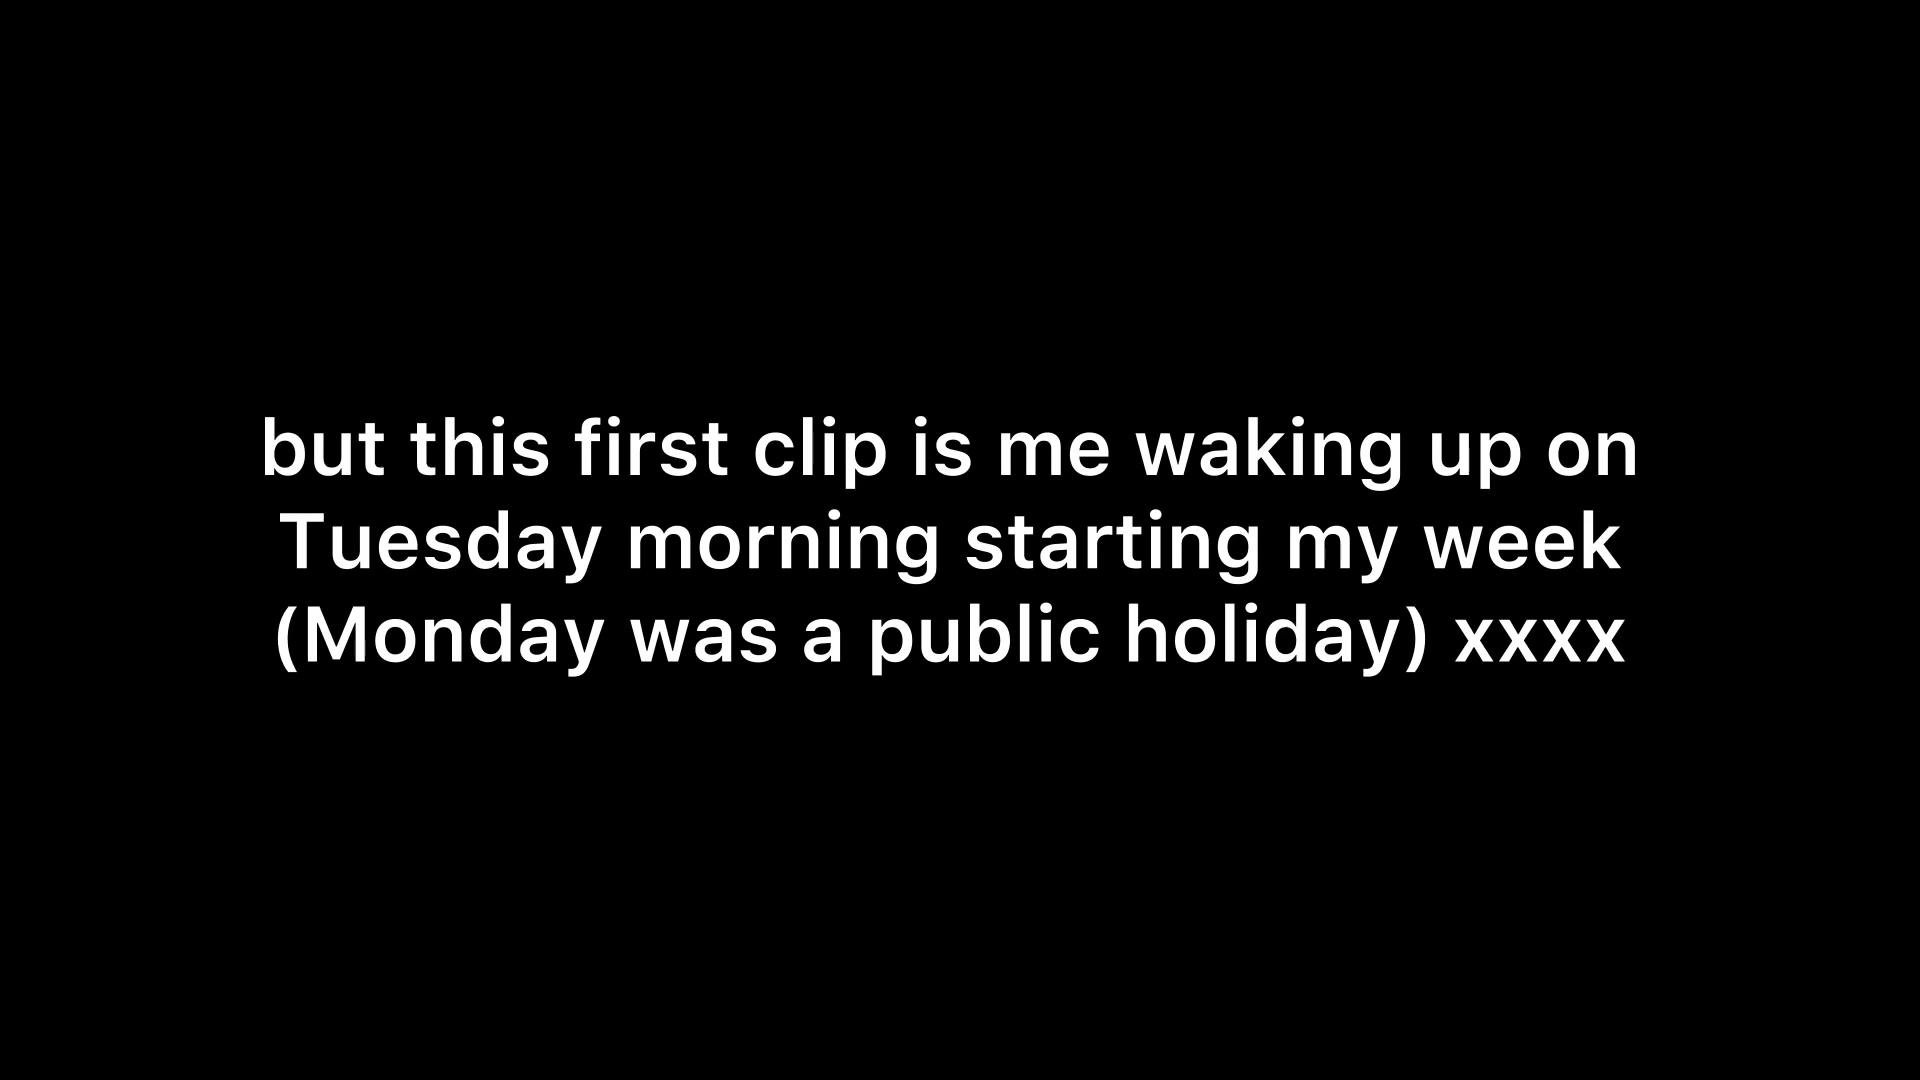 but this first clip is me waking up on
Tuesday morning starting my week
(Monday was a public holiday) xxxx